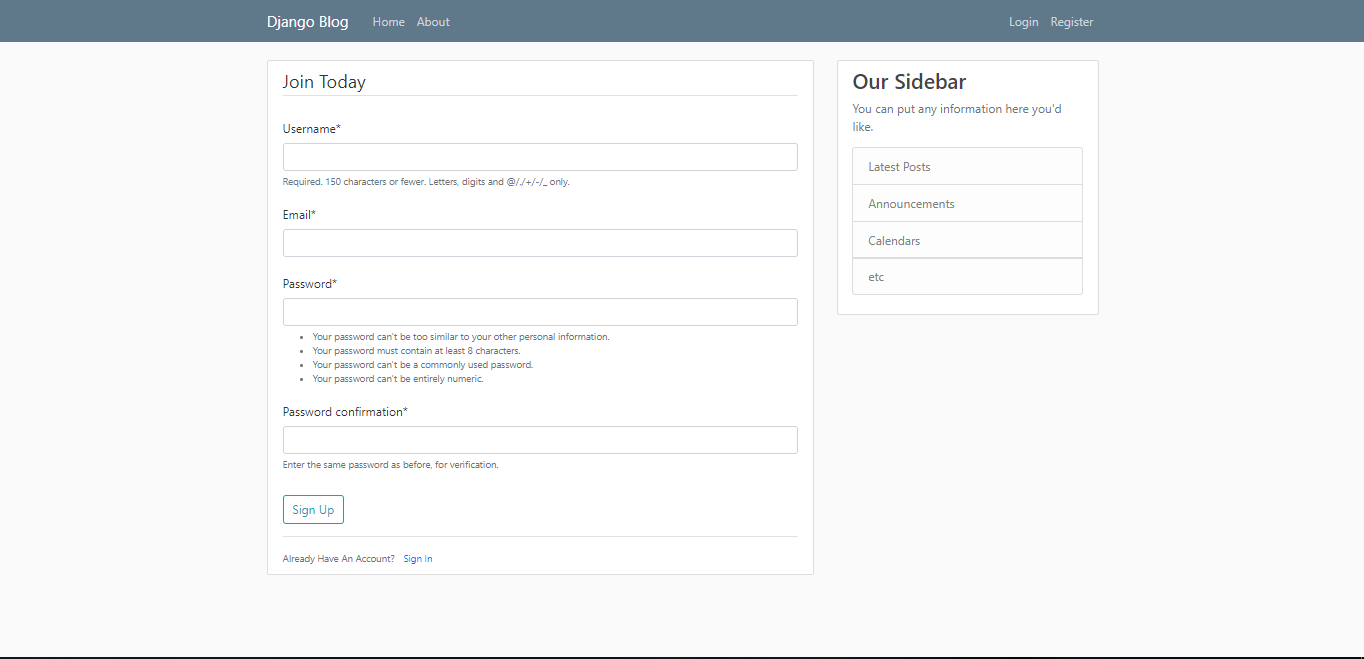 Django Blog Home About Login Register
Join Today
Username*
Required. 150 characters or fewer. Letters, digits and @/./+/-/_ only.
Email*
Password*
Your password can't be too similar to your other personal information.
Your password must contain at least 8 characters.
Your password can't be a commonly used password.
Your password can't be entirely numeric.
Password confirmation*
Enter the same password as before, for verification.
Sign Up
Already Have An Account? Sign In
Our Sidebar
You can put any information here you'd
like.
Latest Posts
Announcements
Calendars
etc